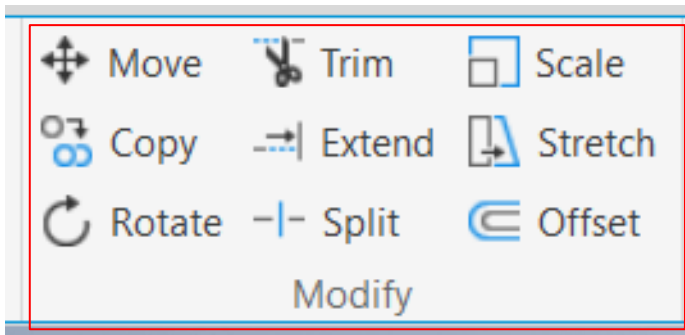 Move Trim Scale
Copy Extend Stretch
Rotate Split Offset
Modify